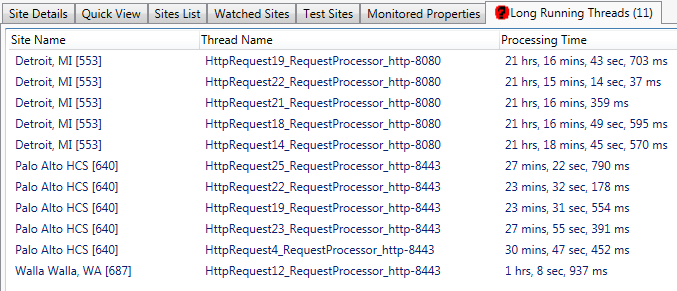 Site Details Quick View Sites List Watched Sites Test Sites Monitored Properties ? Long Running Threads (11)
Site Name Thread Name Processing Time
Detroit, MI [553] HttpRequest19_RequestProcessor_http-8080 21 hrs, 16 mins, 43 sec, 703 ms
Detroit, MI [553] HttpRequest22_RequestProcessor_http-8080 21 hrs, 15 mins, 14 sec, 37 ms
Detroit, MI [553] HttpRequest21_RequestProcessor_http-8080 21 hrs, 16 mins, 359 ms
Detroit, MI [553] HttpRequest18_RequestProcessor_http-8080 21 hrs, 16 mins, 49 sec, 595 ms
Detroit, MI [553] HttpRequest14_RequestProcessor_http-8080 21 hrs, 18 mins, 45 sec, 570 ms
Palo Alto HCS [640] HttpRequest25_RequestProcessor_http-8443 27 mins, 22 sec, 790 ms
Palo Alto HCS [640] HttpRequest22_RequestProcessor_http-8443 23 mins, 32 sec, 178 ms
Palo Alto HCS [640] HttpRequest19_RequestProcessor_http-8443 23 mins, 31 sec, 554 ms
Palo Alto HCS [640] HttpRequest23_RequestProcessor_http-8443 27 mins, 55 sec, 391 ms
Palo Alto HCS [640] HttpRequest4_RequestProcessor_http-8443 30 mins, 47 sec, 452 ms
Walla Walla, WA [687] HttpRequest12_RequestProcessor_http-8443 1 hrs, 8 sec, 937 ms